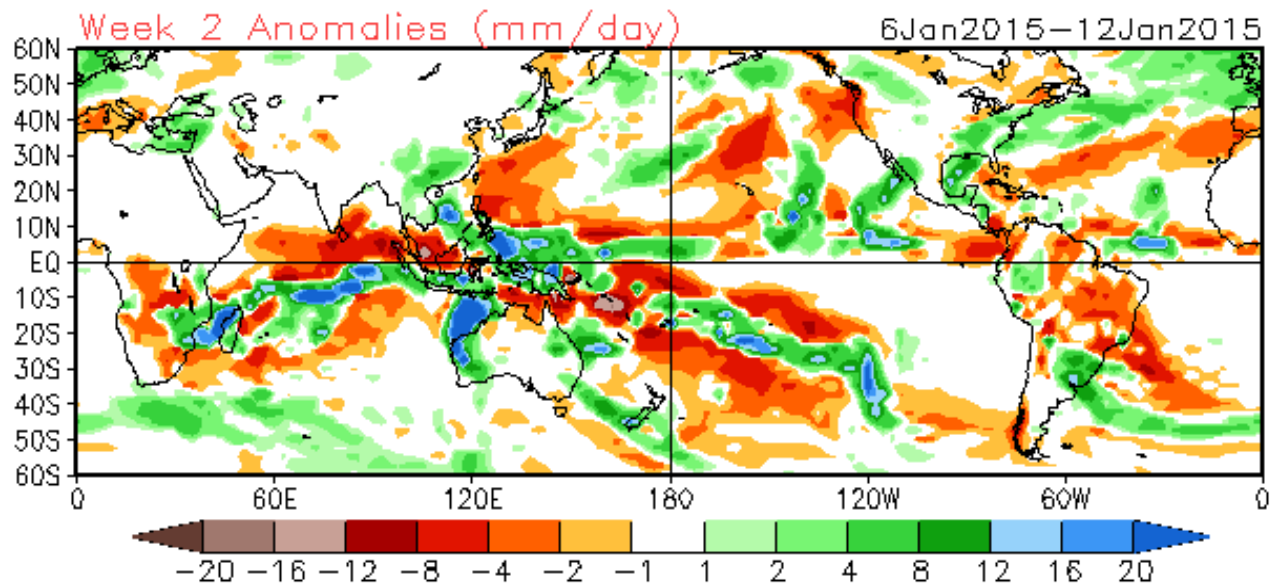 Week 2 Anomalies (mm/day) 6Jan2015-12Jan2015
60N
50N
40N
30N
20N
10N
EQ
10S
20S
30S
40S
50S
60S
0 60E 120E 180 120W 60W 0
-20 -16 -12 -8 -4 -2 -1 1 2 4 8 12 16 20